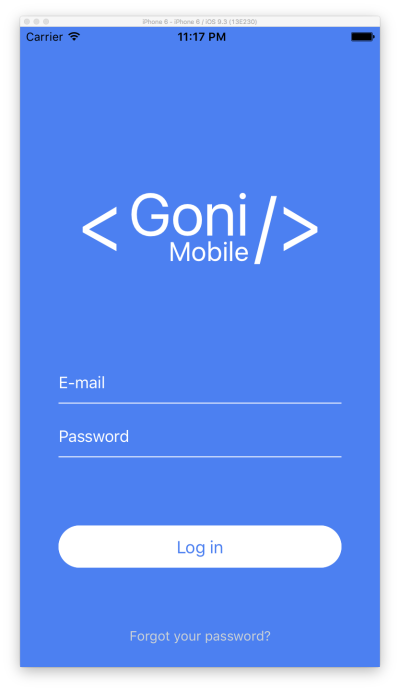 iPhone 6 - iPhone 6 / iOS 9.3 (13E230)
Carrier 11:17 PM
< Goni />
Mobile
E-mail
Password
Log in
Forgot your password?